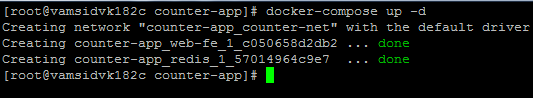 [root@vamsidvk182c counter-app]# docker-compose up -d
Creating network "counter-app_counter-net" with the default driver
Creating counter-app_web-fe_1_c050658d2db2 ... done
Creating counter-app_redis_1_57014964c9e7  ... done
[root@vamsidvk182c counter-app]#